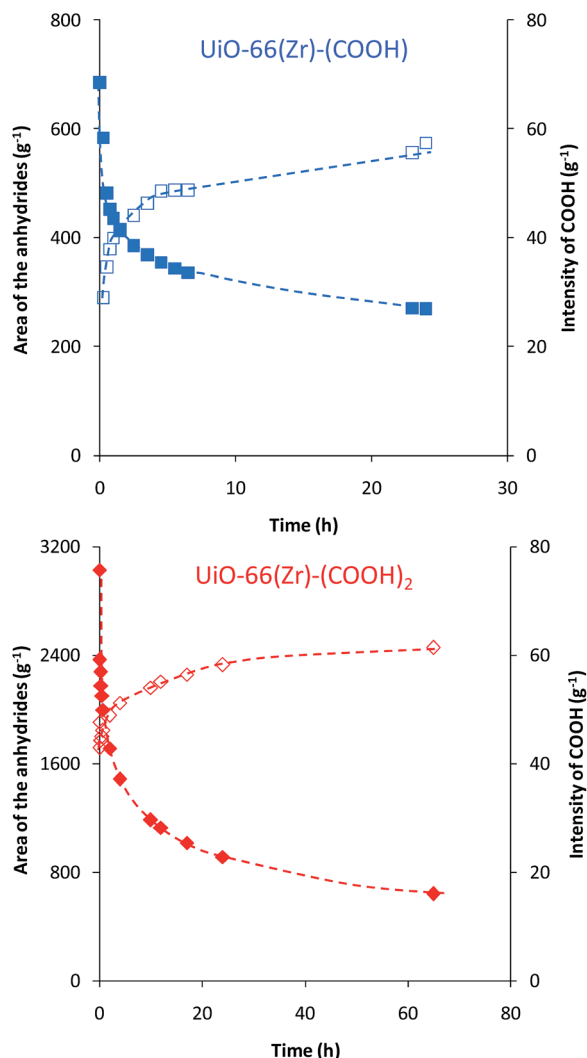 UiO-66(Zr)-(COOH)
800
600
400
200
0
80
60
40
20
0
0 10 20 30
Area of the anhydrides (g⁻¹)
Intensity of COOH (g⁻¹)
Time (h)
UiO-66(Zr)-(COOH)₂
3200
2400
1600
800
0
80
60
40
20
0
0 20 40 60 80
Area of the anhydrides (g⁻¹)
Intensity of COOH (g⁻¹)
Time (h)